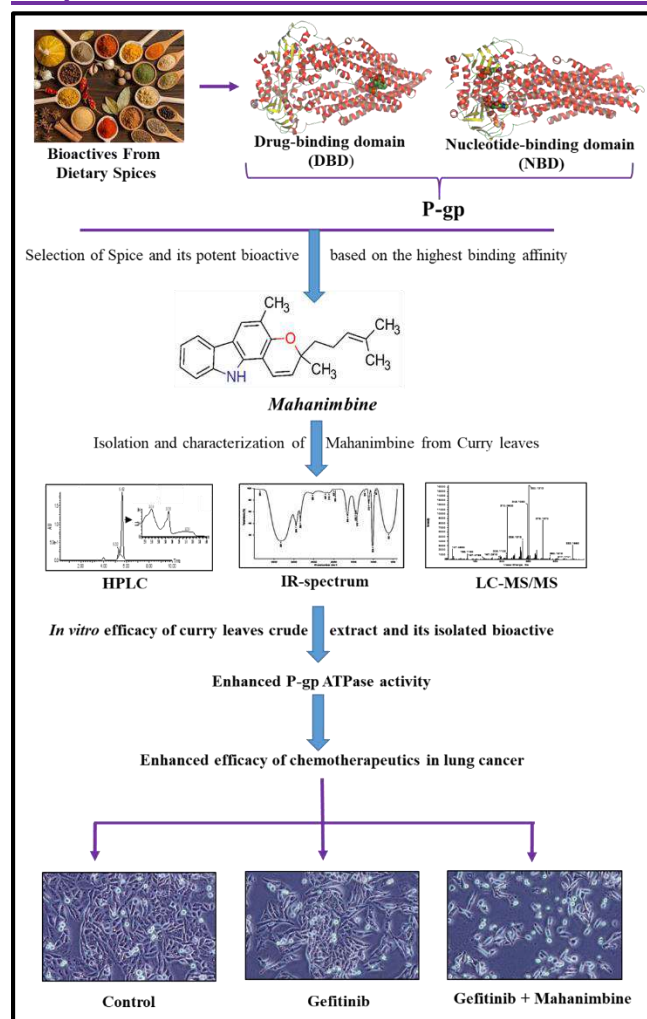 Bioactives From
Dietary Spices
Drug-binding domain
(DBD)
Nucleotide-binding domain
(NBD)
P-gp
Selection of Spice and its potent bioactive based on the highest binding affinity
CH3
O
CH3
CH3
CH3
NH
Mahanimbine
Isolation and characterization of Mahanimbine from Curry leaves
HPLC
IR-spectrum
LC-MS/MS
In vitro efficacy of curry leaves crude extract and its isolated bioactive
Enhanced P-gp ATPase activity
Enhanced efficacy of chemotherapeutics in lung cancer
Control
Gefitinib
Gefitinib + Mahanimbine